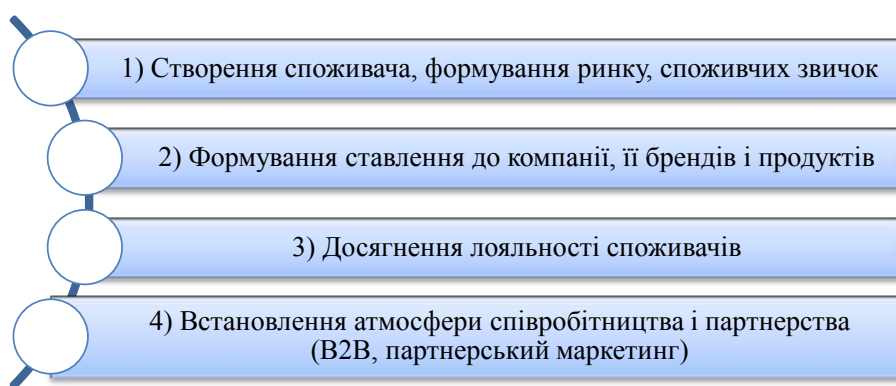 1) Створення споживача, формування ринку, споживчих звичок
2) Формування ставлення до компанії, її брендів і продуктів
3) Досягнення лояльності споживачів
4) Встановлення атмосфери співробітництва і партнерства
(B2B, партнерський маркетинг)